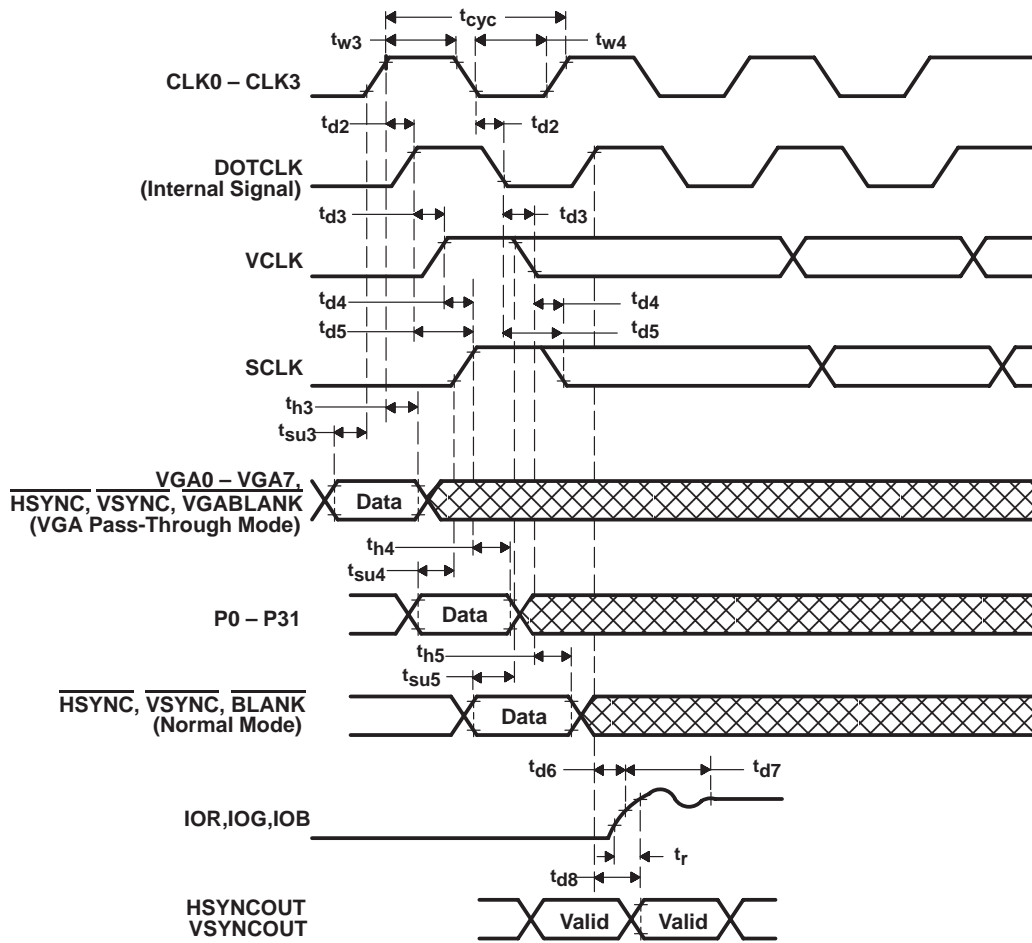 tcyc
tw3
tw4
CLK0 – CLK3
td2
td2
DOTCLK
(Internal Signal)
td3
td3
VCLK
td4
td4
td5
td5
SCLK
th3
tsu3
VGA0 – VGA7,
HSYNC, VSYNC, VGABLANK
(VGA Pass-Through Mode)
Data
th4
tsu4
P0 – P31
Data
th5
tsu5
HSYNC, VSYNC, BLANK
(Normal Mode)
Data
td6
td7
IOR,IOG,IOB
tr
td8
HSYNCOUT
VSYNCOUT
Valid
Valid